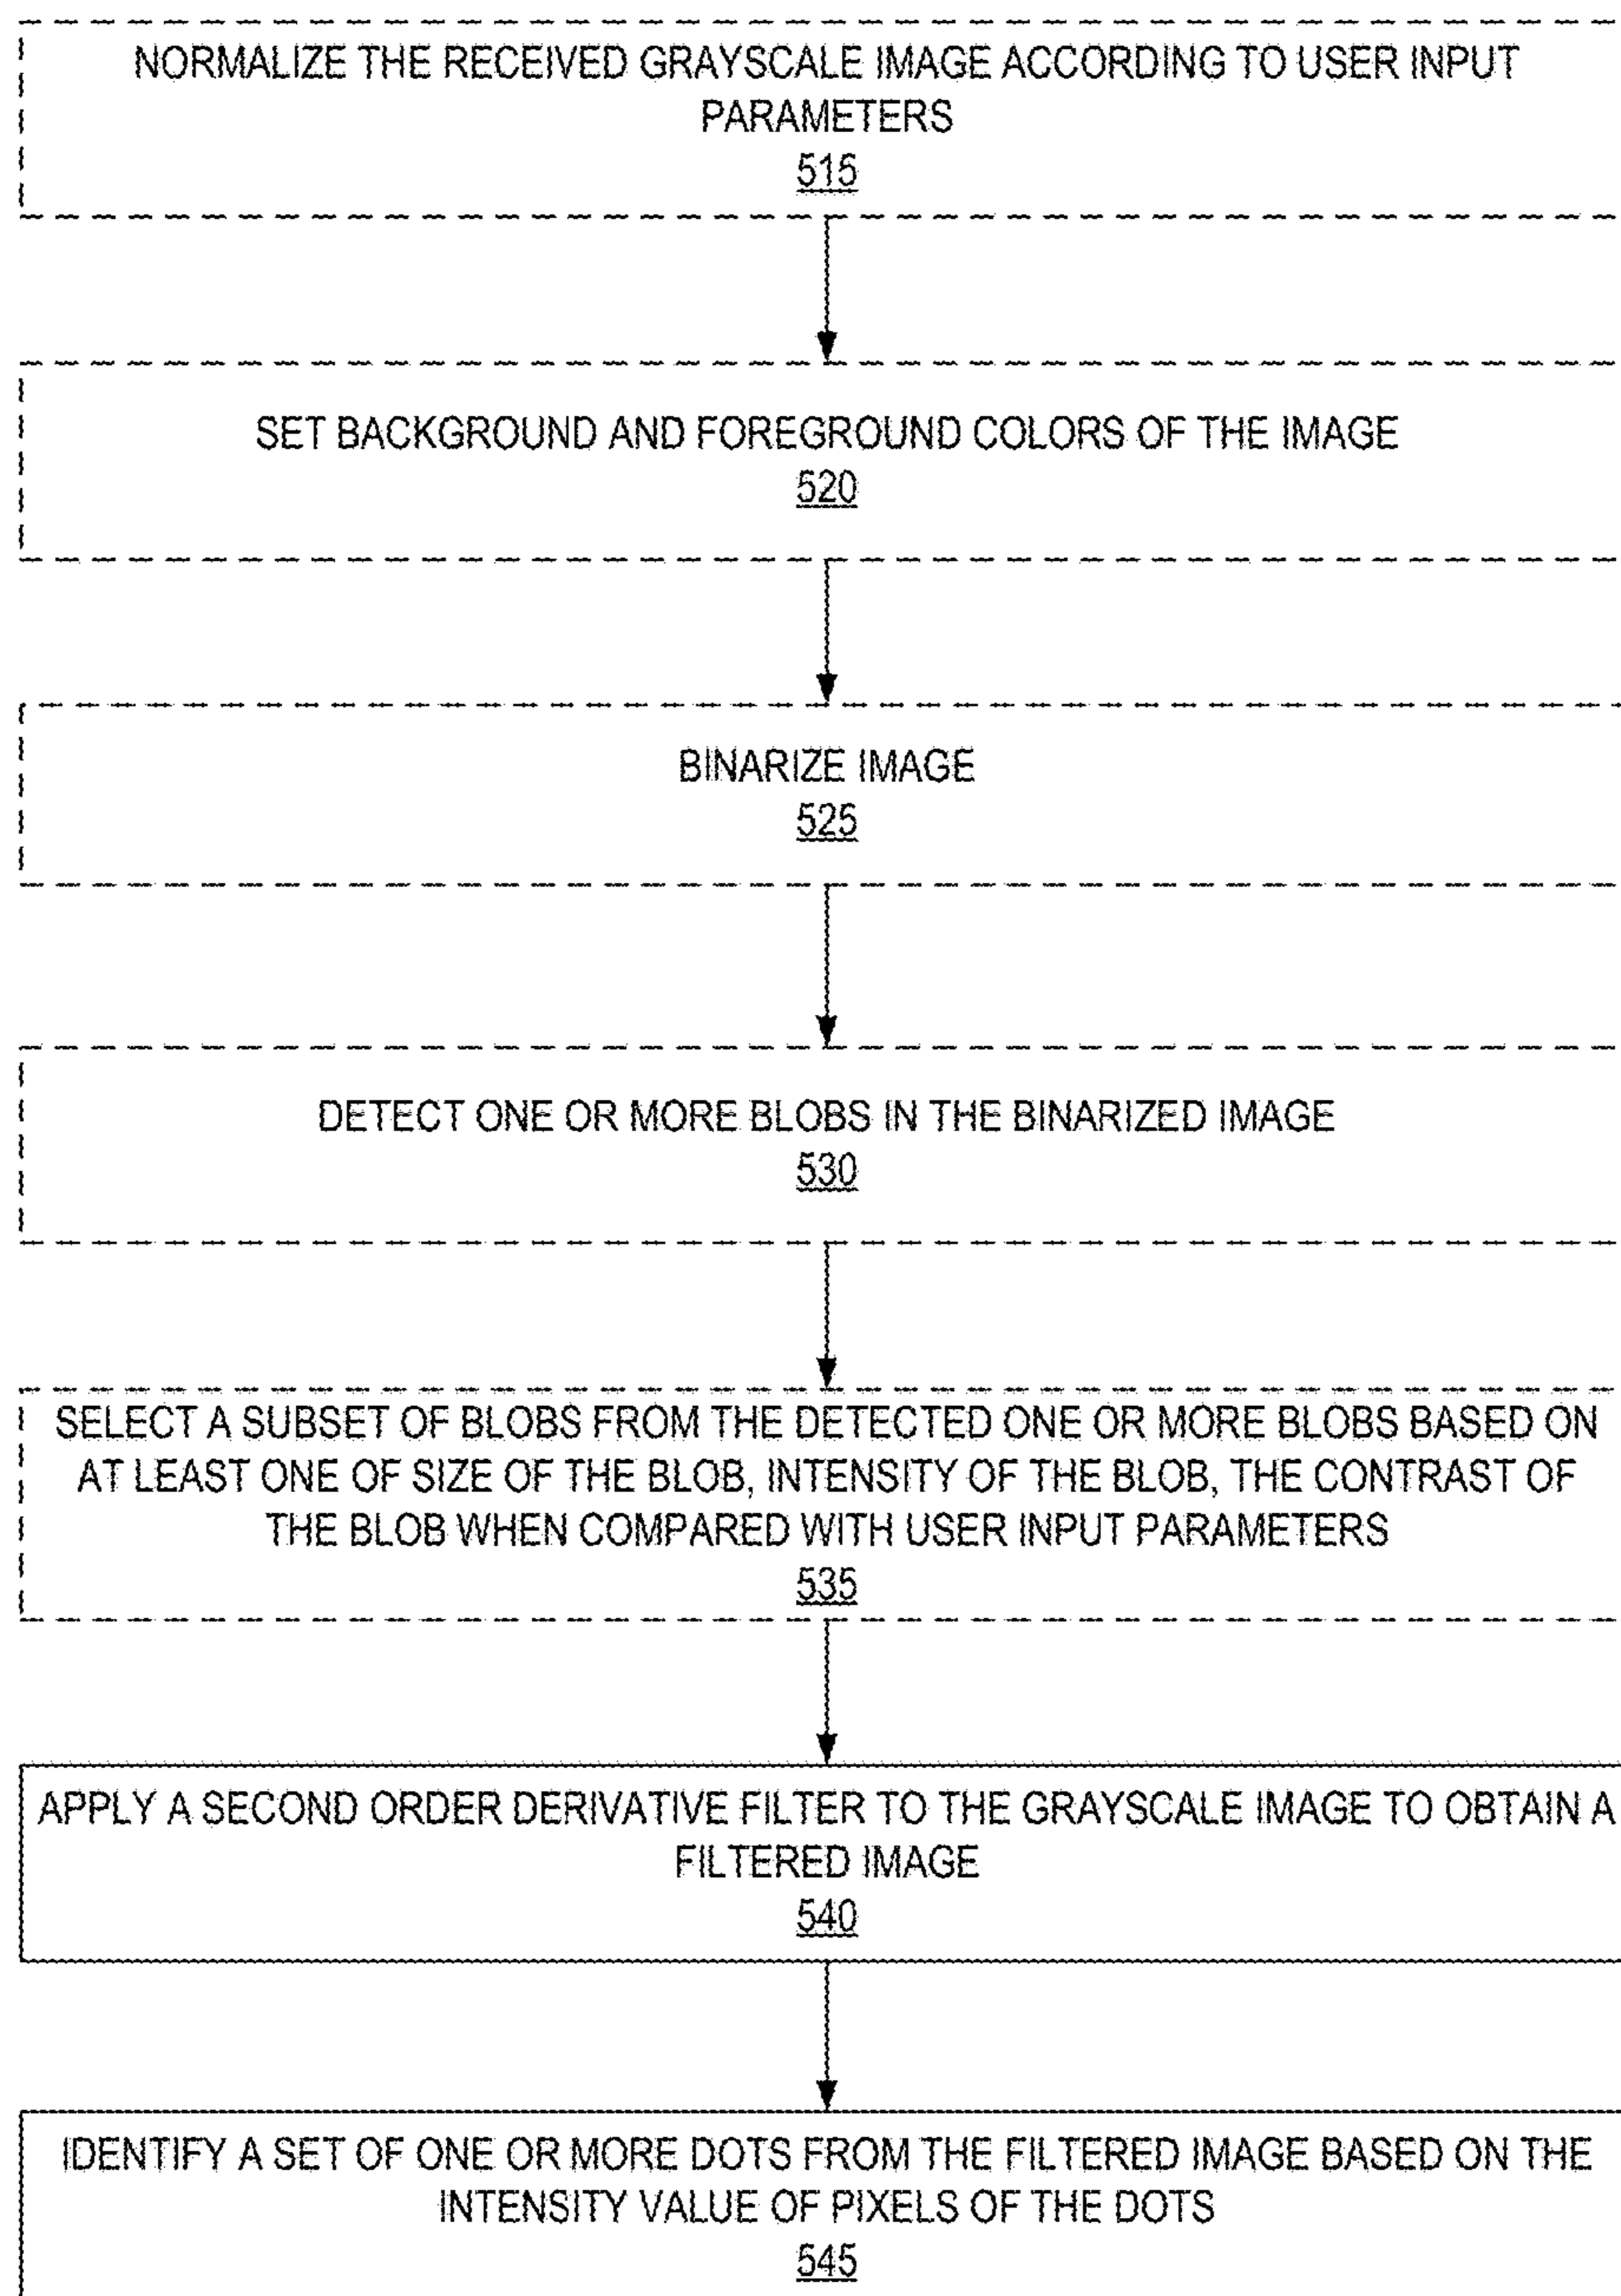 NORMALIZE THE RECEIVED GRAYSCALE IMAGE ACCORDING TO USER INPUT
PARAMETERS
515
SET BACKGROUND AND FOREGROUND COLORS OF THE IMAGE
520
BINARIZE IMAGE
525
DETECT ONE OR MORE BLOBS IN THE BINARIZED IMAGE
530
SELECT A SUBSET OF BLOBS FROM THE DETECTED ONE OR MORE BLOBS BASED ON
AT LEAST ONE OF SIZE OF THE BLOB, INTENSITY OF THE BLOB, THE CONTRAST OF
THE BLOB WHEN COMPARED WITH USER INPUT PARAMETERS
535
APPLY A SECOND ORDER DERIVATIVE FILTER TO THE GRAYSCALE IMAGE TO OBTAIN A
FILTERED IMAGE
540
IDENTIFY A SET OF ONE OR MORE DOTS FROM THE FILTERED IMAGE BASED ON THE
INTENSITY VALUE OF PIXELS OF THE DOTS
545